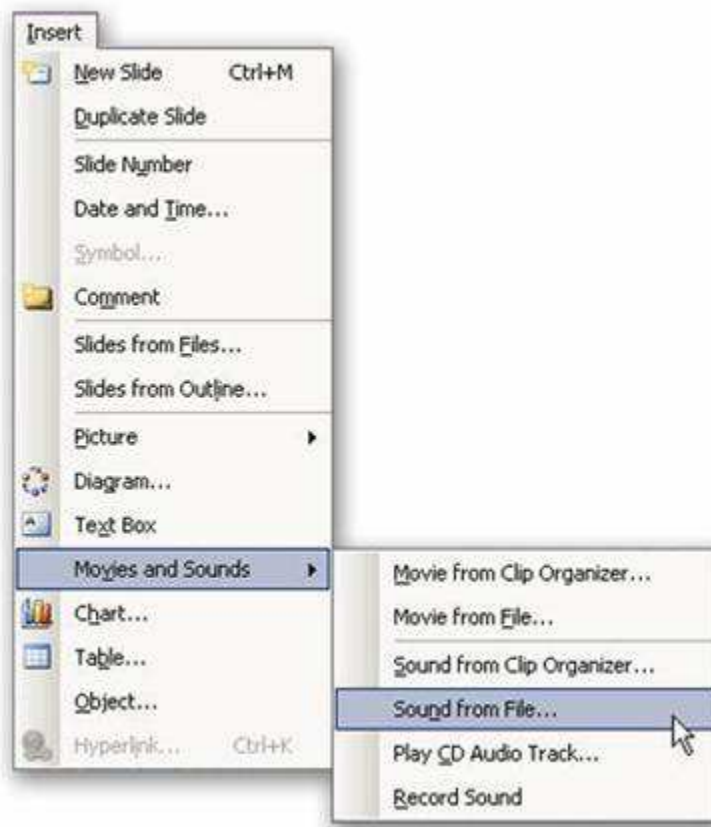 Insert
New Slide Ctrl+M
Duplicate Slide
Slide Number
Date and Time...
Symbol...
Comment
Slides from Files...
Slides from Outline...
Picture
Diagram...
Text Box
Movies and Sounds
Chart...
Table...
Object...
Hyperlink... Ctrl+K
Movie from Clip Organizer...
Movie from File...
Sound from Clip Organizer...
Sound from File...
Play CD Audio Track...
Record Sound